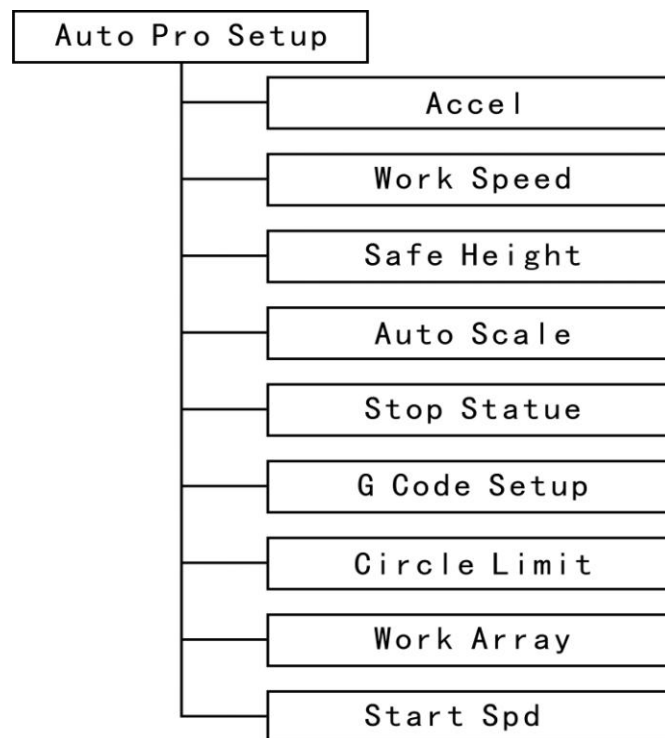 Auto Pro Setup
Accel
Work Speed
Safe Height
Auto Scale
Stop Statue
G Code Setup
Circle Limit
Work Array
Start Spd